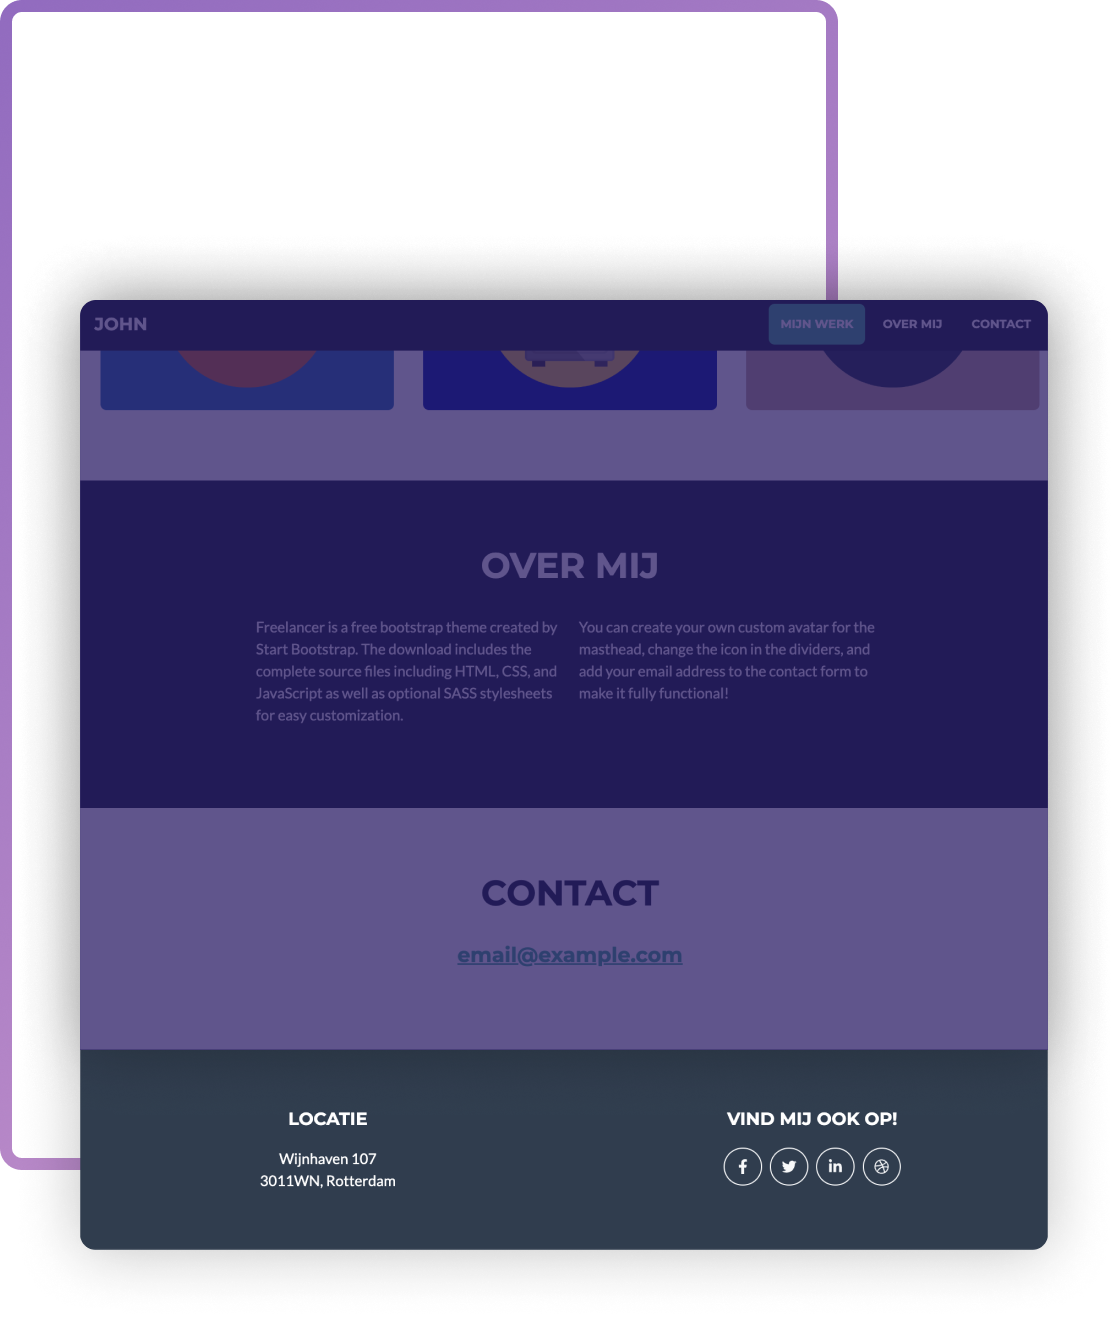 JOHN
MIJN WERK
OVER MIJ
CONTACT
OVER MIJ
Freelancer is a free bootstrap theme created by
Start Bootstrap. The download includes the
complete source files including HTML, CSS, and
JavaScript as well as optional SASS stylesheets
for easy customization.
You can create your own custom avatar for the
masthead, change the icon in the dividers, and
add your email address to the contact form to
make it fully functional!
CONTACT
email@example.com
LOCATIE
Wijnhaven 107
3011WN, Rotterdam
VIND MIJ OOK OP!